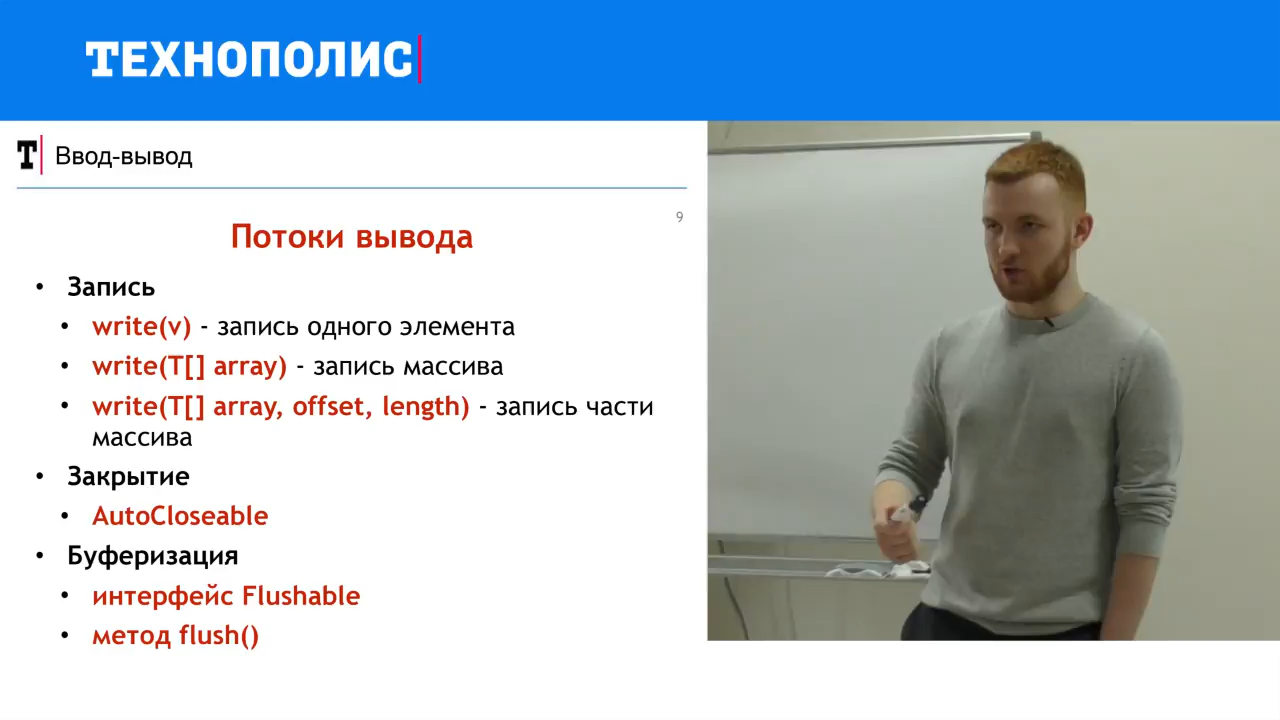 ТЕХНОПОЛИС
Т Ввод-вывод
9
Потоки вывода
• Запись
• write(v) - запись одного элемента
• write(T[] array) - запись массива
• write(T[] array, offset, length) - запись части
массива
• Закрытие
• AutoCloseable
• Буферизация
• интерфейс Flushable
• метод flush()